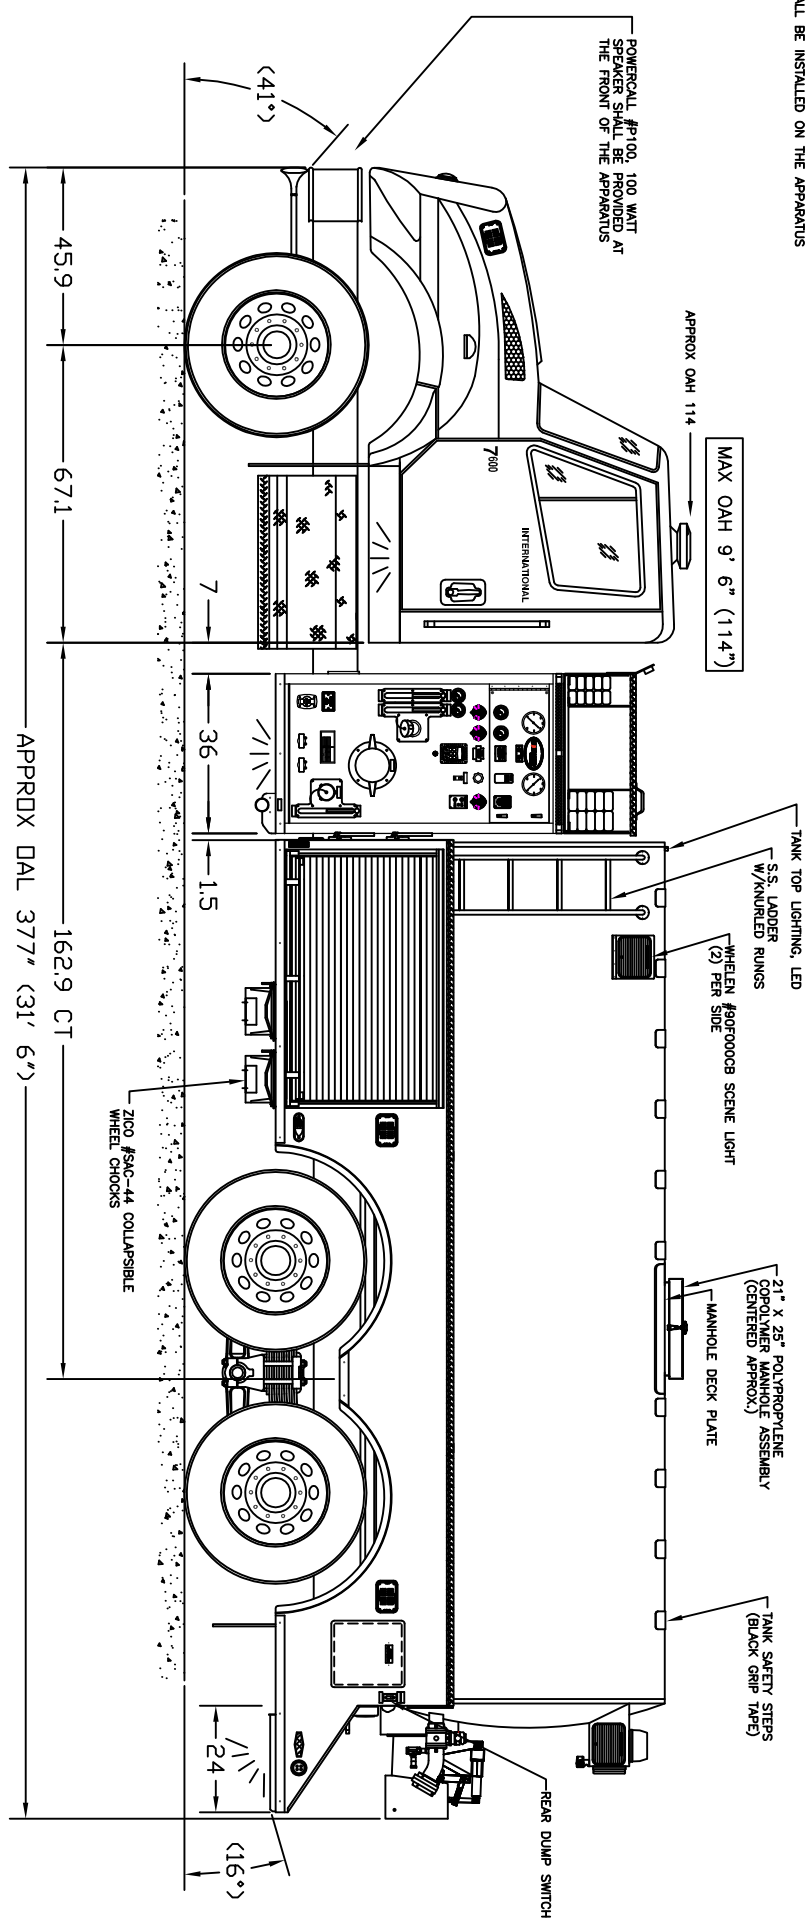 ALL BE INSTALLED ON THE APPARATUS
POWERCALL #P100, 100 WATT
SPEAKER SHALL BE PROVIDED AT
THE FRONT OF THE APPARATUS
APPROX OAH 114
MAX OAH 9' 6" (114")
TANK TOP LIGHTING, LED
S.S. LADDER
W/KNURLED RUNGS
WHELEN #90F000CB SCENE LIGHT
(2) PER SIDE
21" X 25" POLYPROPYLENE
COPOLYMER MANHOLE ASSEMBLY
(CENTERED APPROX.)
MANHOLE DECK PLATE
TANK SAFETY STEPS
(BLACK GRIP TAPE)
REAR DUMP SWITCH
7600
INTERNATIONAL
ZICO #SAC-44 COLLAPSIBLE
WHEEL CHOCKS
(41°)
45.9
67.1
7
36
1.5
162.9 CT
24
(16°)
APPROX OAL 377" (31' 6")